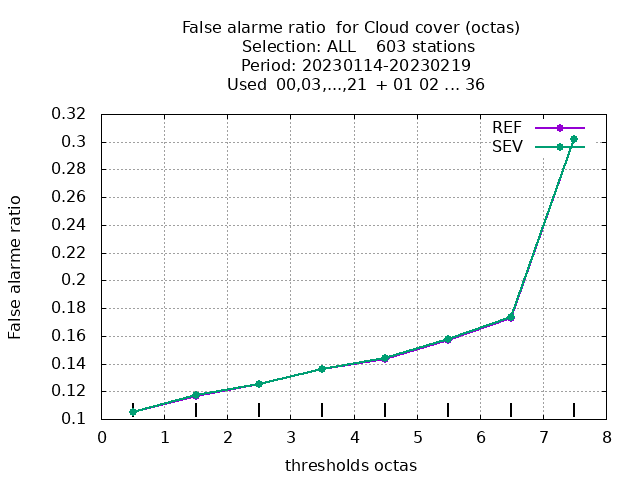 False alarme ratio  for Cloud cover (octas)
Selection: ALL    603 stations
Period: 20230114-20230219
Used  00,03,...,21  + 01 02 ... 36
REF
SEV
0.32
0.3
0.28
0.26
0.24
0.22
0.2
0.18
0.16
0.14
0.12
0.1
False alarme ratio
0 1 2 3 4 5 6 7 8
thresholds octas